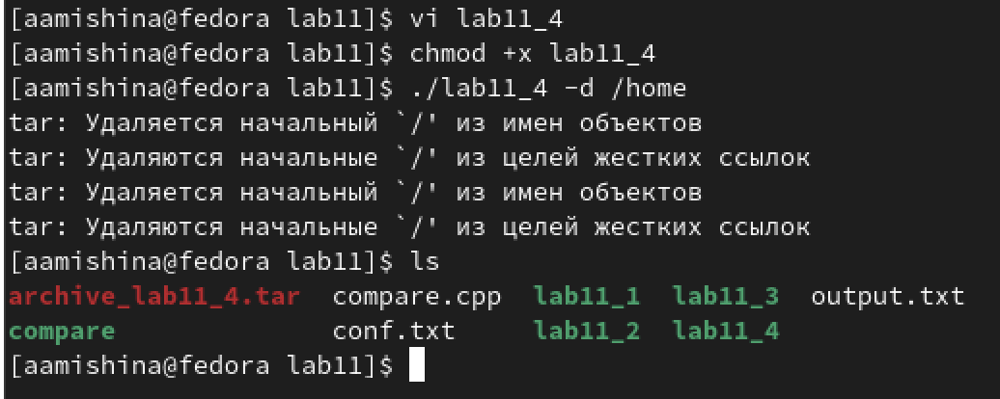 [aamishina@fedora lab11]$ vi lab11_4
[aamishina@fedora lab11]$ chmod +x lab11_4
[aamishina@fedora lab11]$ ./lab11_4 -d /home
tar: Удаляется начальный `/' из имен объектов
tar: Удаляются начальные `/' из целей жестких ссылок
tar: Удаляется начальный `/' из имен объектов
tar: Удаляются начальные `/' из целей жестких ссылок
[aamishina@fedora lab11]$ ls
archive_lab11_4.tar  compare.cpp  lab11_1  lab11_3  output.txt
compare              conf.txt     lab11_2  lab11_4
[aamishina@fedora lab11]$